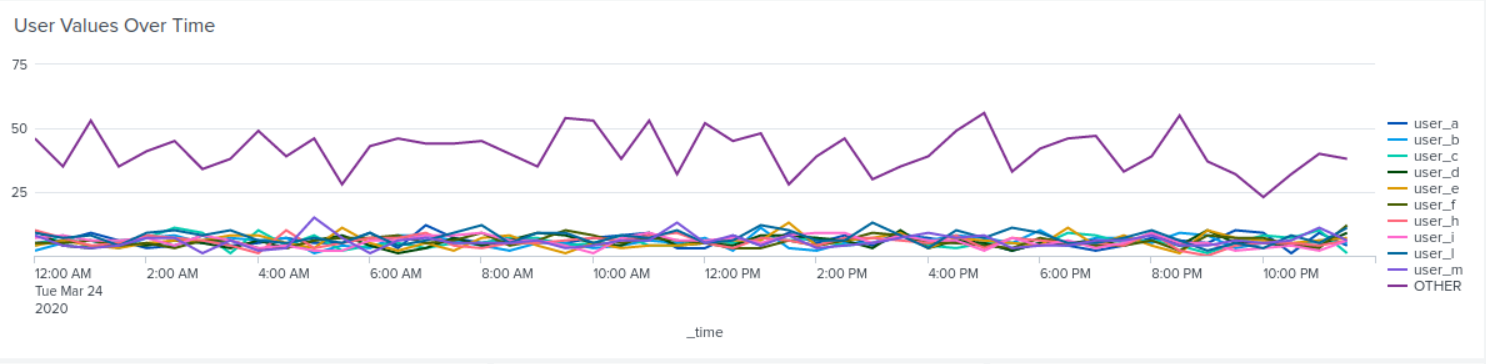 User Values Over Time
75
50
25
12:00 AM 2:00 AM 4:00 AM 6:00 AM 8:00 AM 10:00 AM 12:00 PM 2:00 PM 4:00 PM 6:00 PM 8:00 PM 10:00 PM
Tue Mar 24
2020
_time
user_a
user_b
user_c
user_d
user_e
user_f
user_h
user_i
user_l
user_m
OTHER